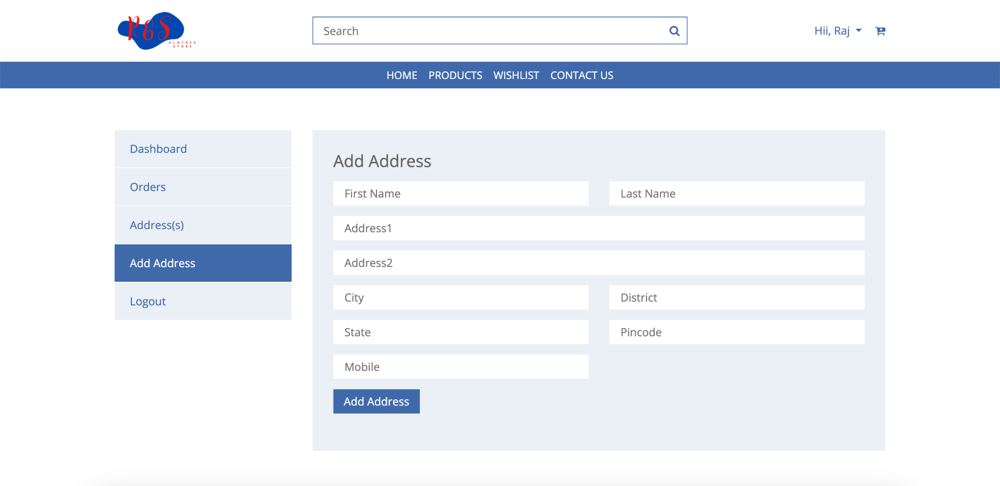 R&S
CLOTHES
STORE
Search
Hii, Raj
HOME PRODUCTS WISHLIST CONTACT US
Dashboard
Orders
Address(s)
Add Address
Logout
Add Address
First Name Last Name
Address1
Address2
City District
State Pincode
Mobile
Add Address